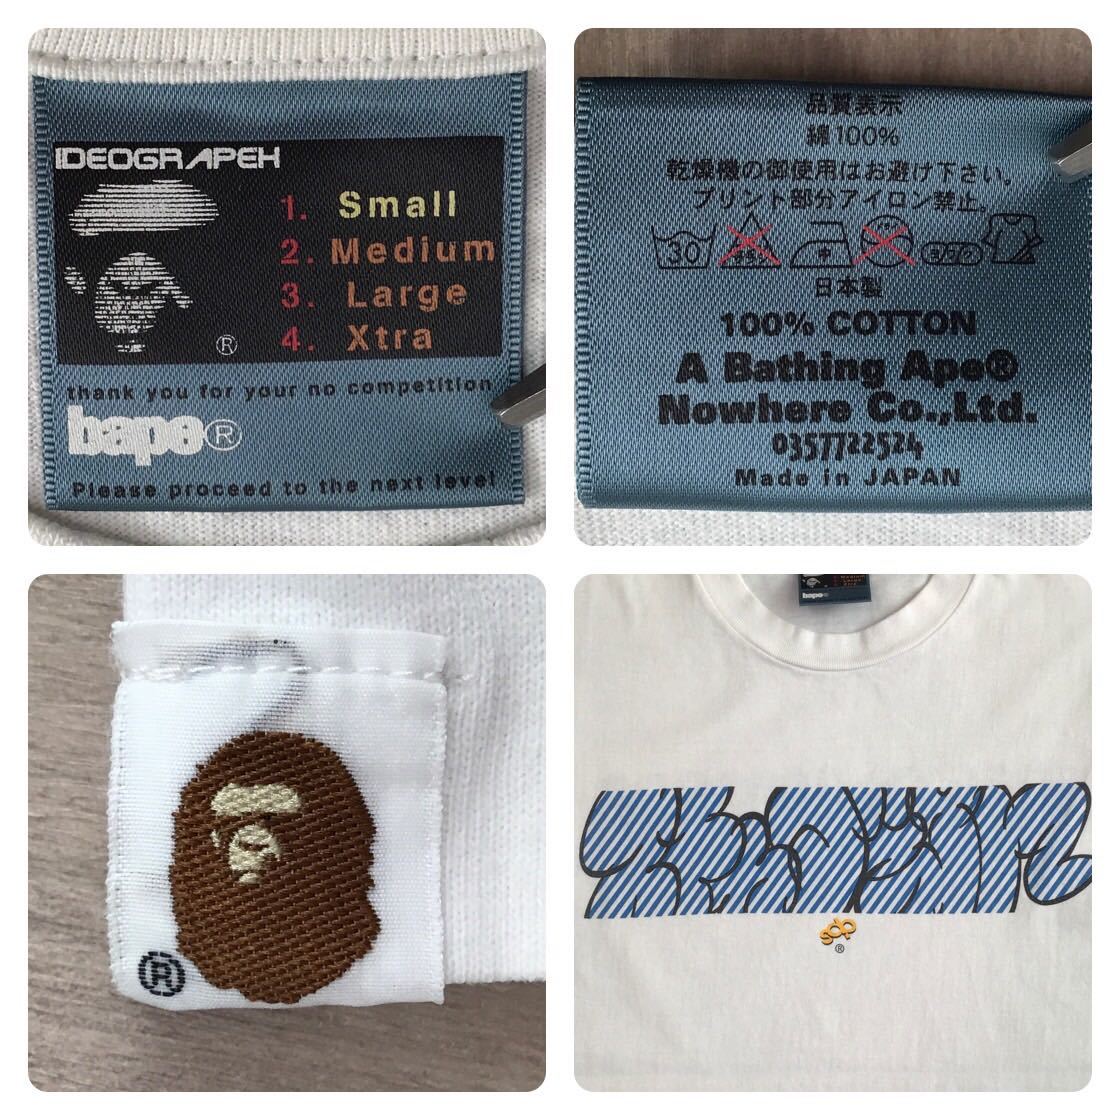 IDEOGRAPEH
1. Small
2. Medium
3. Large
4. Xtra
®
thank you for your no competition
bape®
Please proceed to the next level
品質表示
綿100%
乾燥機の御使用はお避け下さい。
プリント部分アイロン禁止。
30 中
日本製
100% COTTON
A Bathing Ape®
Nowhere Co.,Ltd.
0357722524
Made in JAPAN
®
bape®
sdp
®